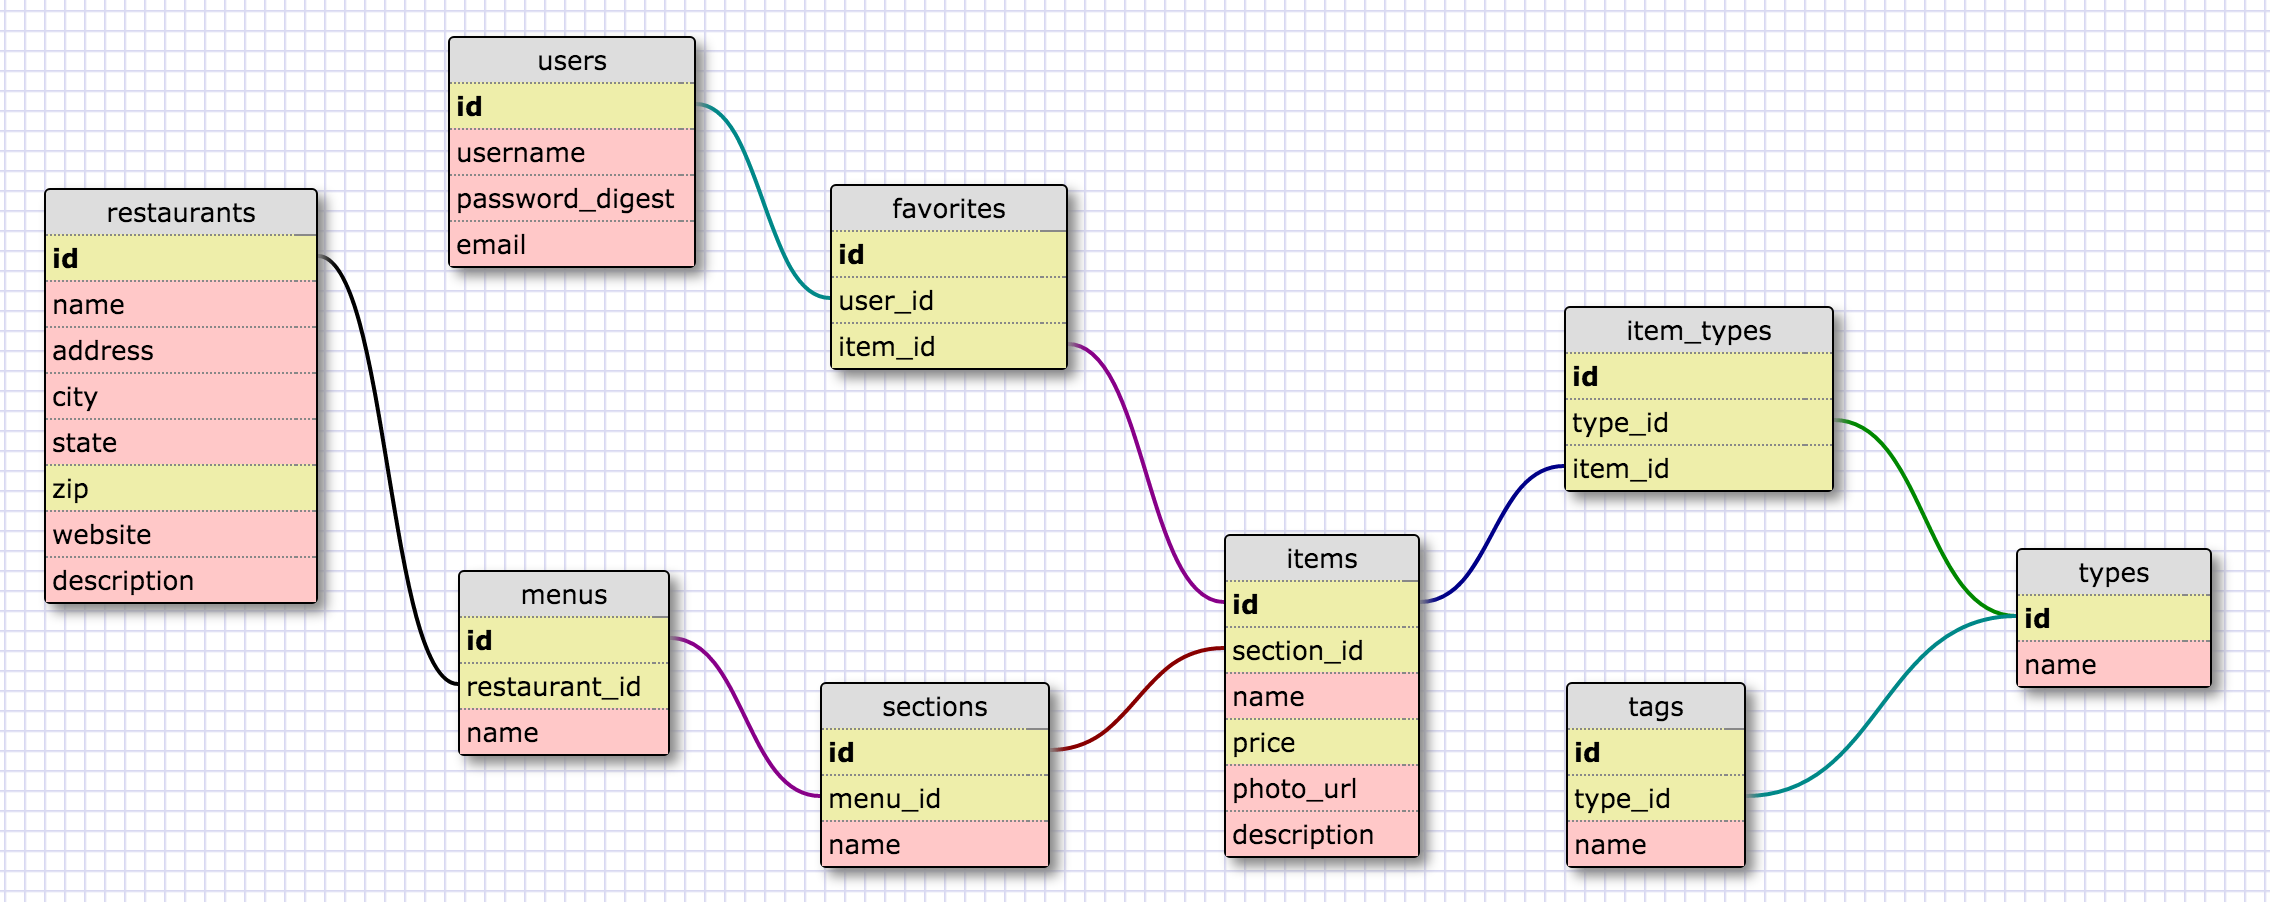 users
id
username
password_digest
email
restaurants
id
name
address
city
state
zip
website
description
favorites
id
user_id
item_id
item_types
id
type_id
item_id
menus
id
restaurant_id
name
sections
id
menu_id
name
items
id
section_id
name
price
photo_url
description
types
id
name
tags
id
type_id
name